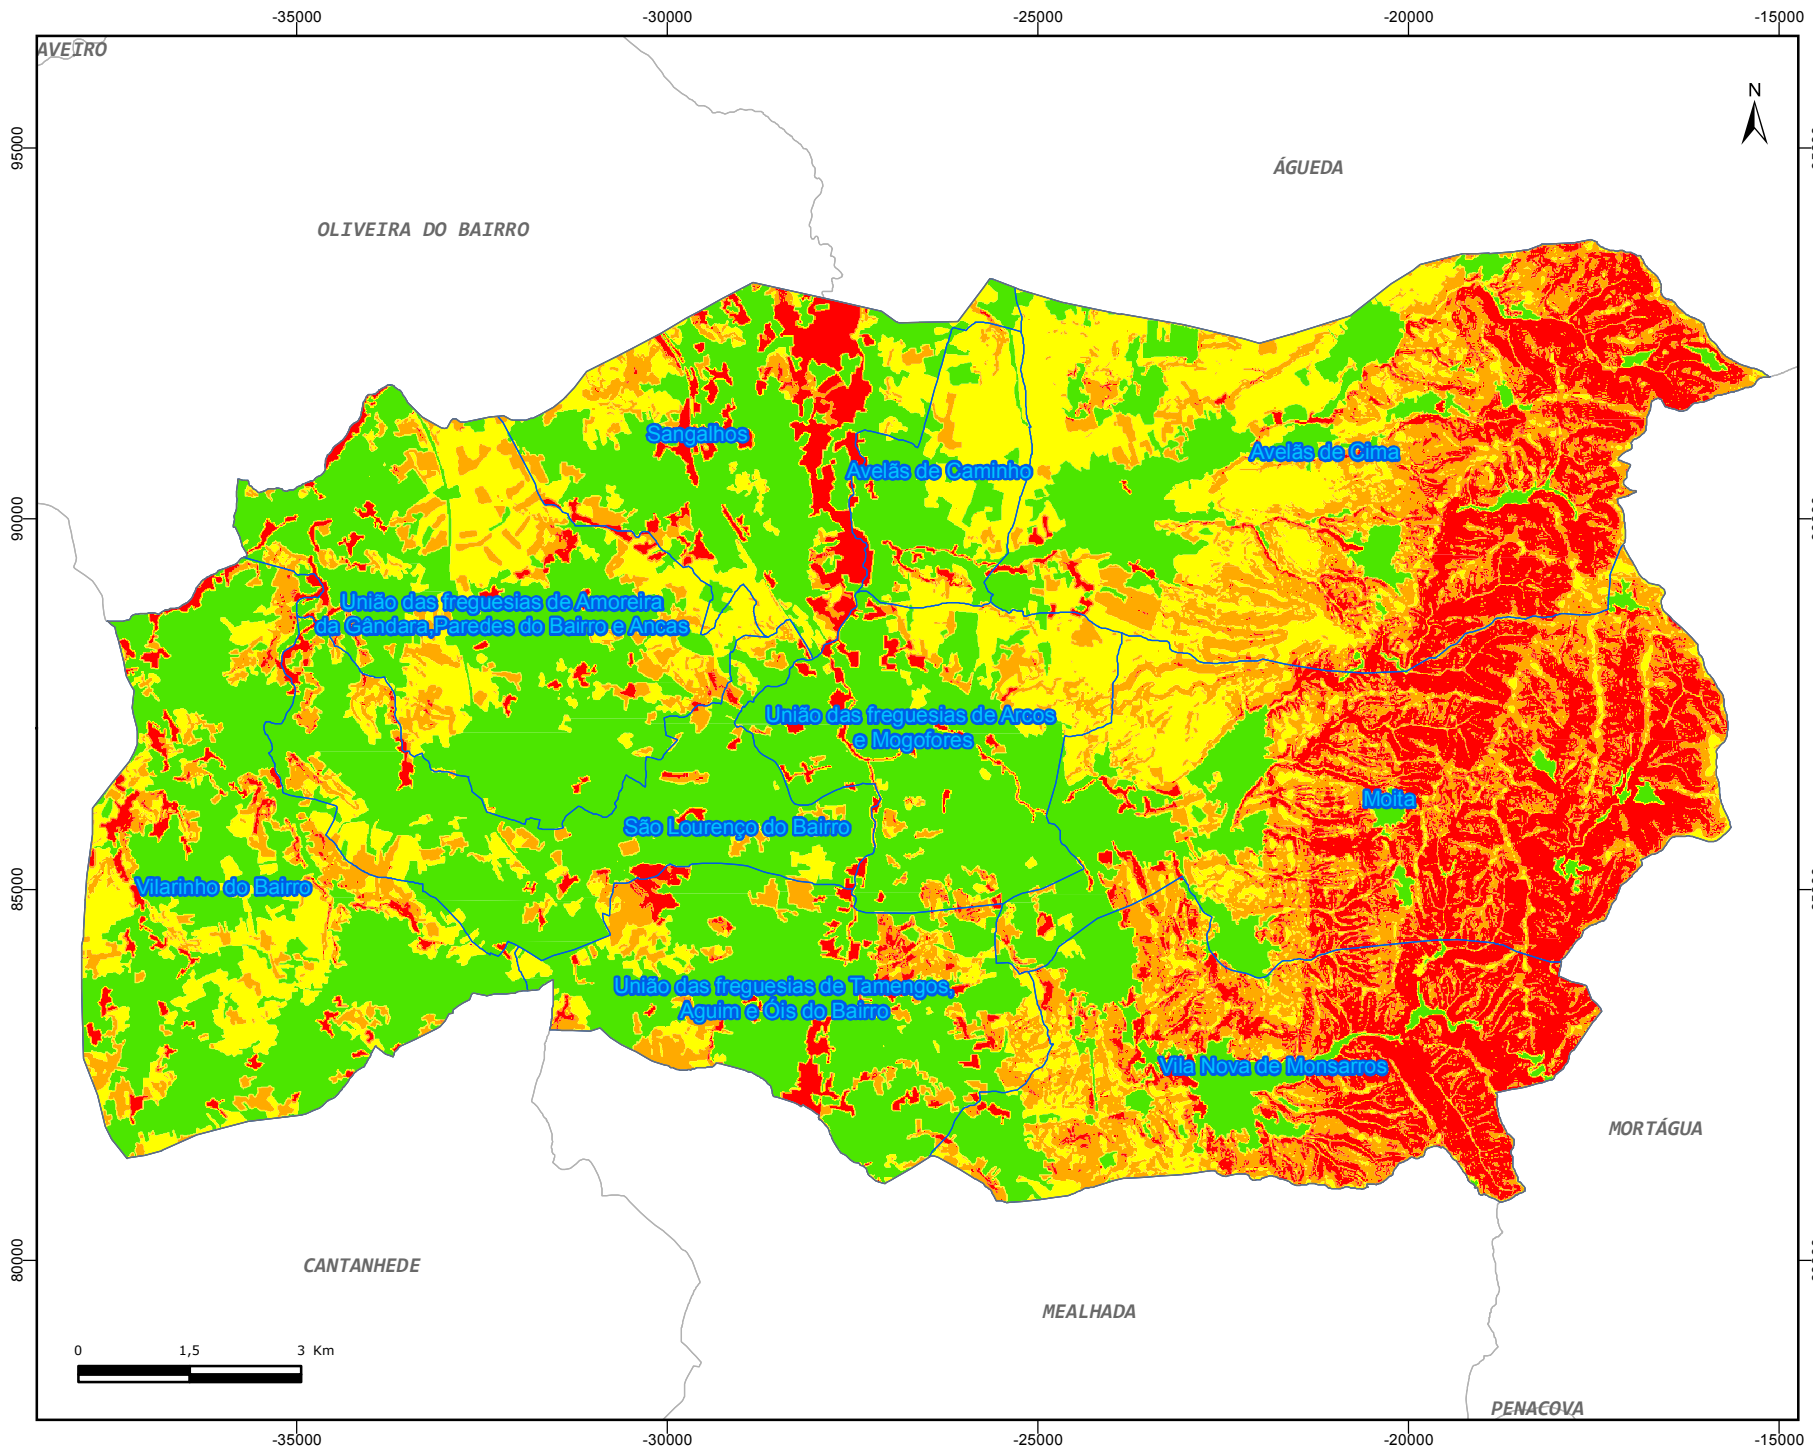 -35000
-30000
-25000
-20000
-15000
AVEIRO
N
95000
ÁGUEDA
OLIVEIRA DO BAIRRO
Sangalhos
Avelãs de Cima
Avelãs de Caminho
90000
União das freguesias de Amoreira
da Gândara,Paredes do Bairro e Ancas
União das freguesias de Arcos
e Mogofores
Moita
São Lourenço do Bairro
Vilarinho do Bairro
85000
União das freguesias de Tamengos,
Aguim e Óis do Bairro
Vila Nova de Monsarros
MORTÁGUA
80000
CANTANHEDE
MEALHADA
0 1,5 3 Km
PENACOVA
-35000
-30000
-25000
-20000
-15000